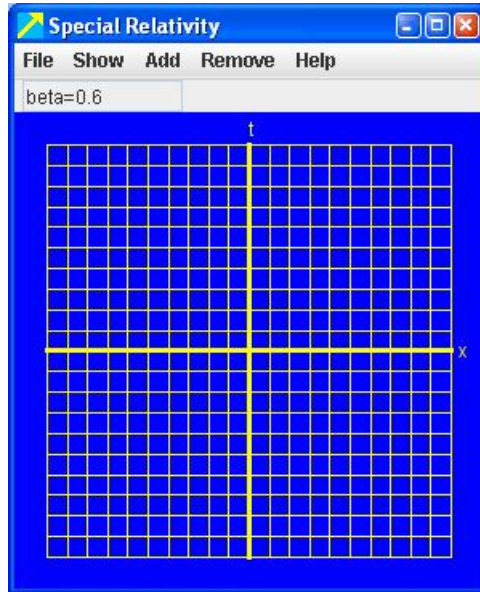 Special Relativity
File Show Add Remove Help
beta=0.6
t
x